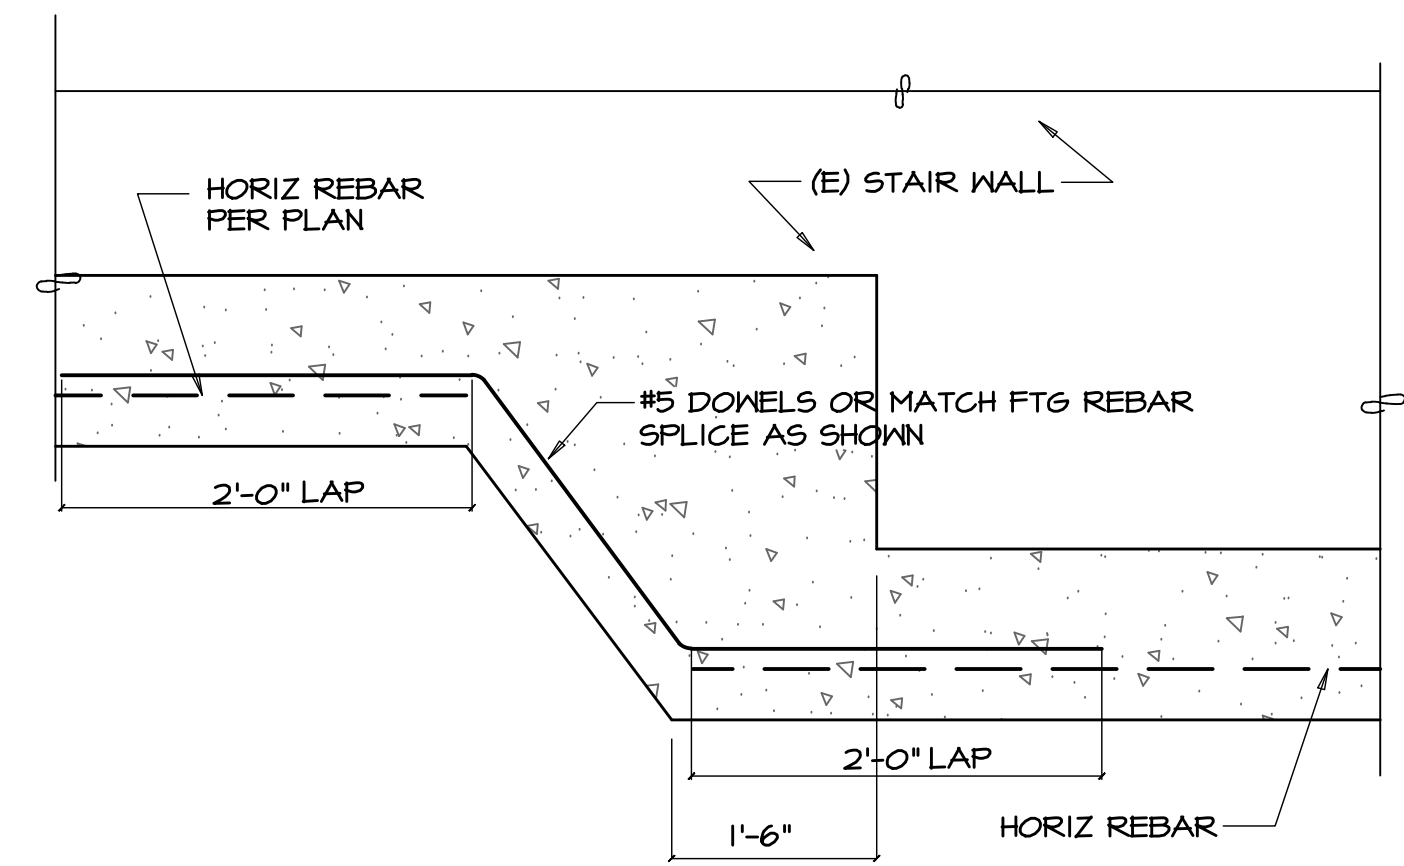 HORIZ REBAR
PER PLAN
(E) STAIR WALL
#5 DOWELS OR MATCH FTG REBAR
SPLICE AS SHOWN
2'-0" LAP
2'-0" LAP
1'-6"
HORIZ REBAR